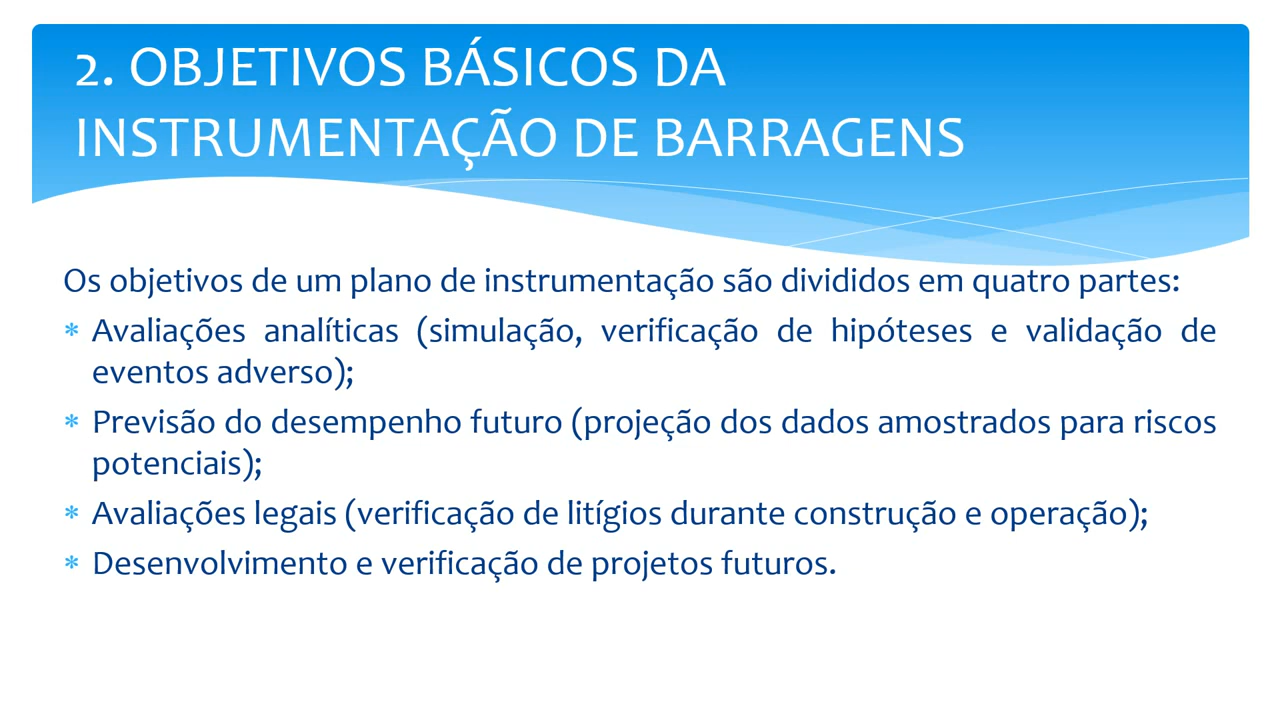 2. OBJETIVOS BÁSICOS DA
INSTRUMENTAÇÃO DE BARRAGENS
Os objetivos de um plano de instrumentação são divididos em quatro partes:
* Avaliações analíticas (simulação, verificação de hipóteses e validação de
eventos adverso);
* Previsão do desempenho futuro (projeção dos dados amostrados para riscos
potenciais);
* Avaliações legais (verificação de litígios durante construção e operação);
* Desenvolvimento e verificação de projetos futuros.